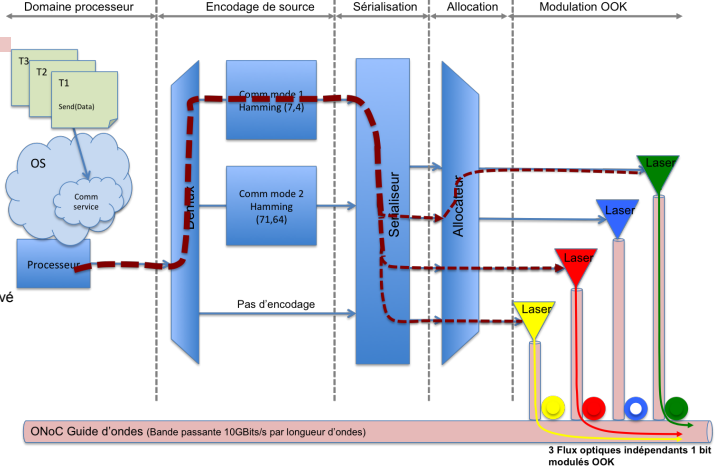 Domaine processeur
Encodage de source
Sérialisation
Allocation
Modulation OOK
T3
T2
T1
Send(Data)
OS
Comm
service
Processeur
vé
Demux
Comm mode 1
Hamming (7,4)
Comm mode 2
Hamming
(71,64)
Pas d’encodage
Serialiseur
Allocateur
Laser
Laser
Laser
Laser
ONoC Guide d’ondes (Bande passante 10GBits/s par longueur d’ondes)
3 Flux optiques indépendants 1 bit
modulés OOK